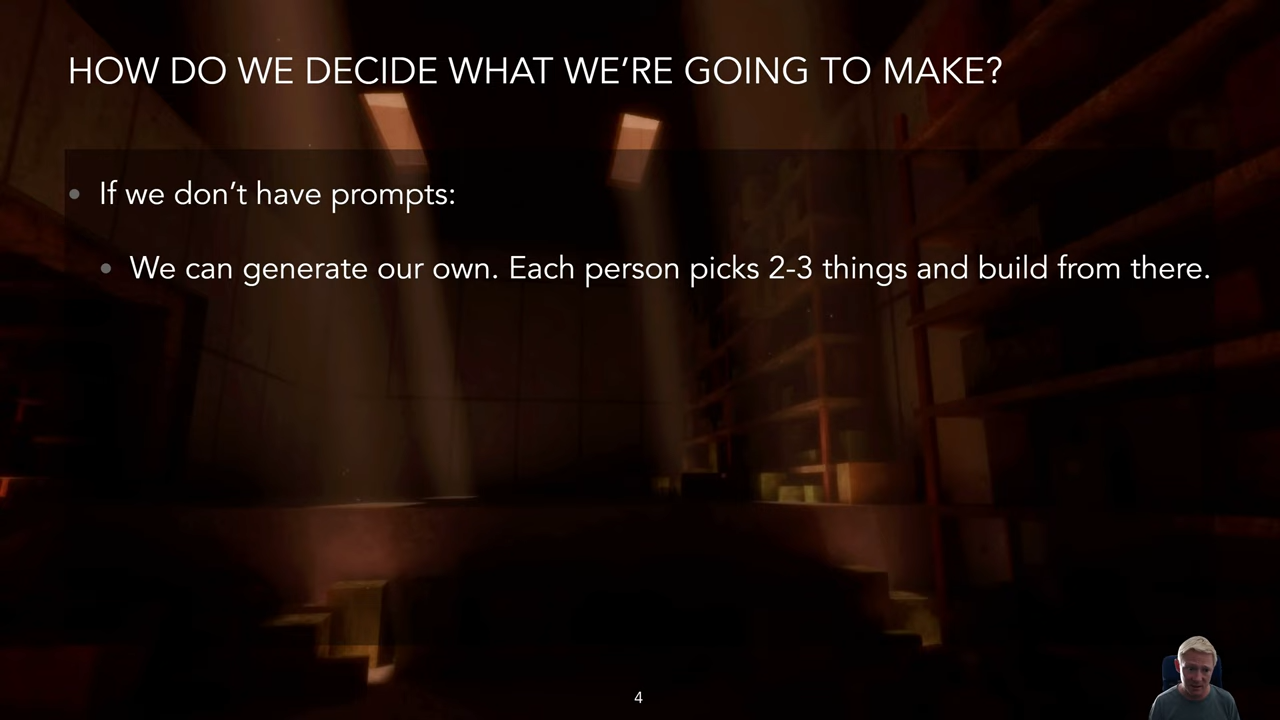 HOW DO WE DECIDE WHAT WE’RE GOING TO MAKE?
• If we don’t have prompts:
• We can generate our own. Each person picks 2-3 things and build from there.
4